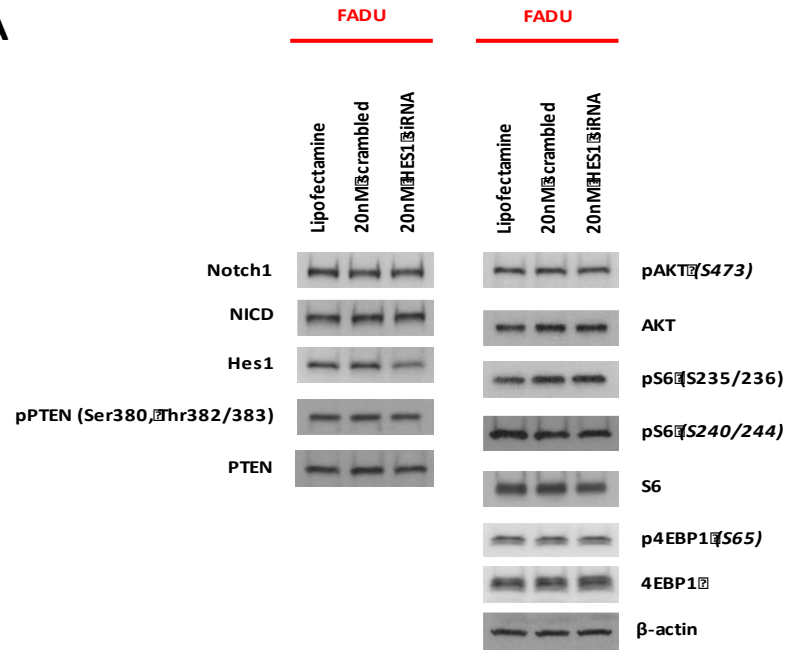 A
FADU
FADU
Lipofectamine
20nM scrambled
20nM HES1 siRNA
Lipofectamine
20nM scrambled
20nM HES1 siRNA
Notch1
NICD
Hes1
pPTEN (Ser380, Thr382/383)
PTEN
pAKT (S473)
AKT
pS6 (S235/236)
pS6 (S240/244)
S6
p4EBP1 (S65)
4EBP1
β-actin